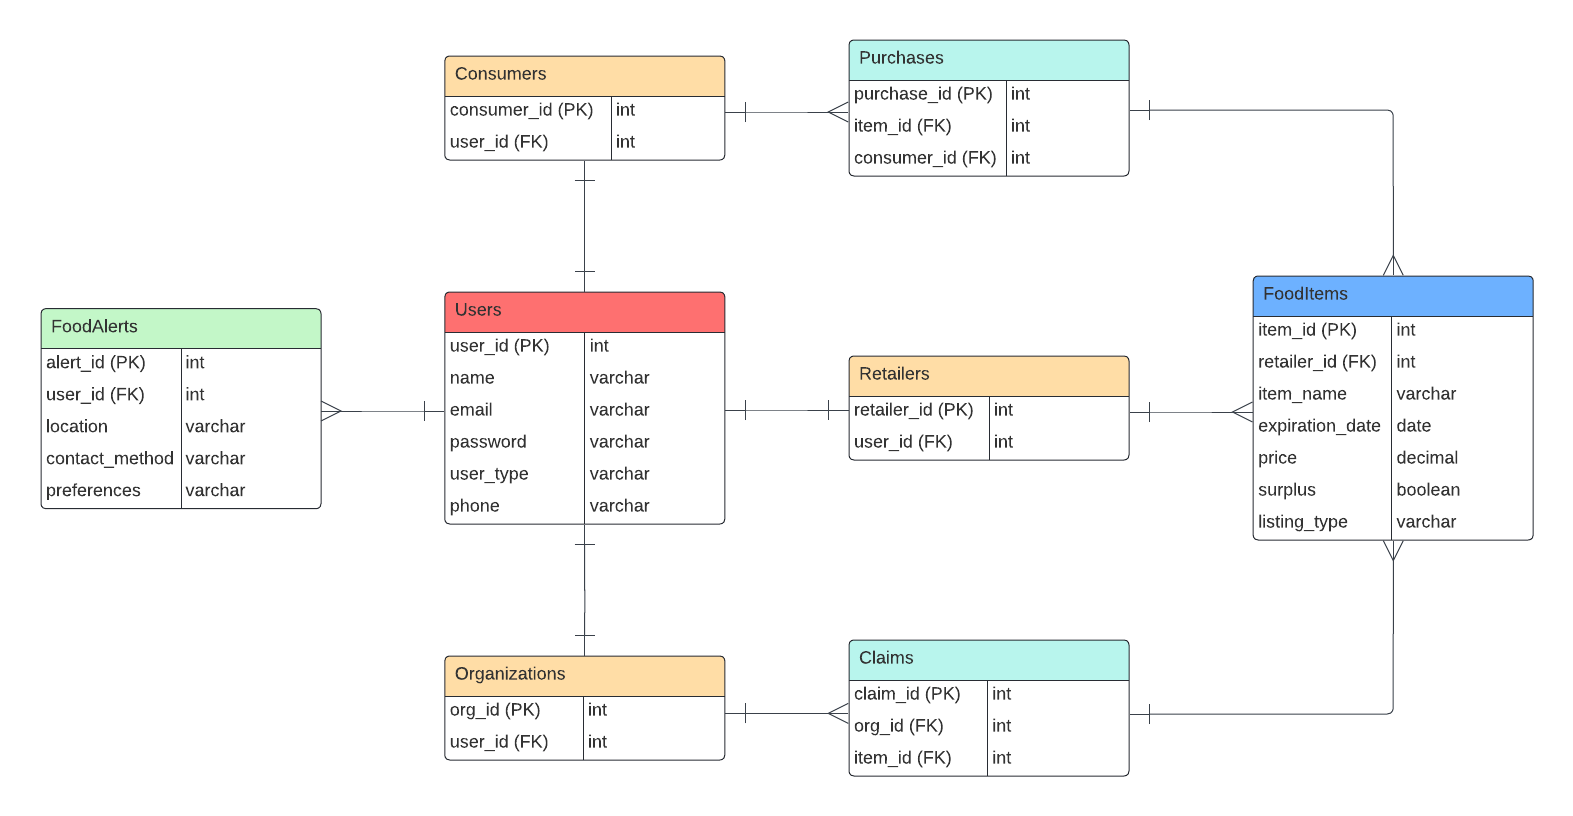 Consumers
consumer_id (PK) int
user_id (FK) int
Purchases
purchase_id (PK) int
item_id (FK) int
consumer_id (FK) int
FoodAlerts
alert_id (PK) int
user_id (FK) int
location varchar
contact_method varchar
preferences varchar
Users
user_id (PK) int
name varchar
email varchar
password varchar
user_type varchar
phone varchar
Retailers
retailer_id (PK) int
user_id (FK) int
FoodItems
item_id (PK) int
retailer_id (FK) int
item_name varchar
expiration_date date
price decimal
surplus boolean
listing_type varchar
Organizations
org_id (PK) int
user_id (FK) int
Claims
claim_id (PK) int
org_id (FK) int
item_id (FK) int